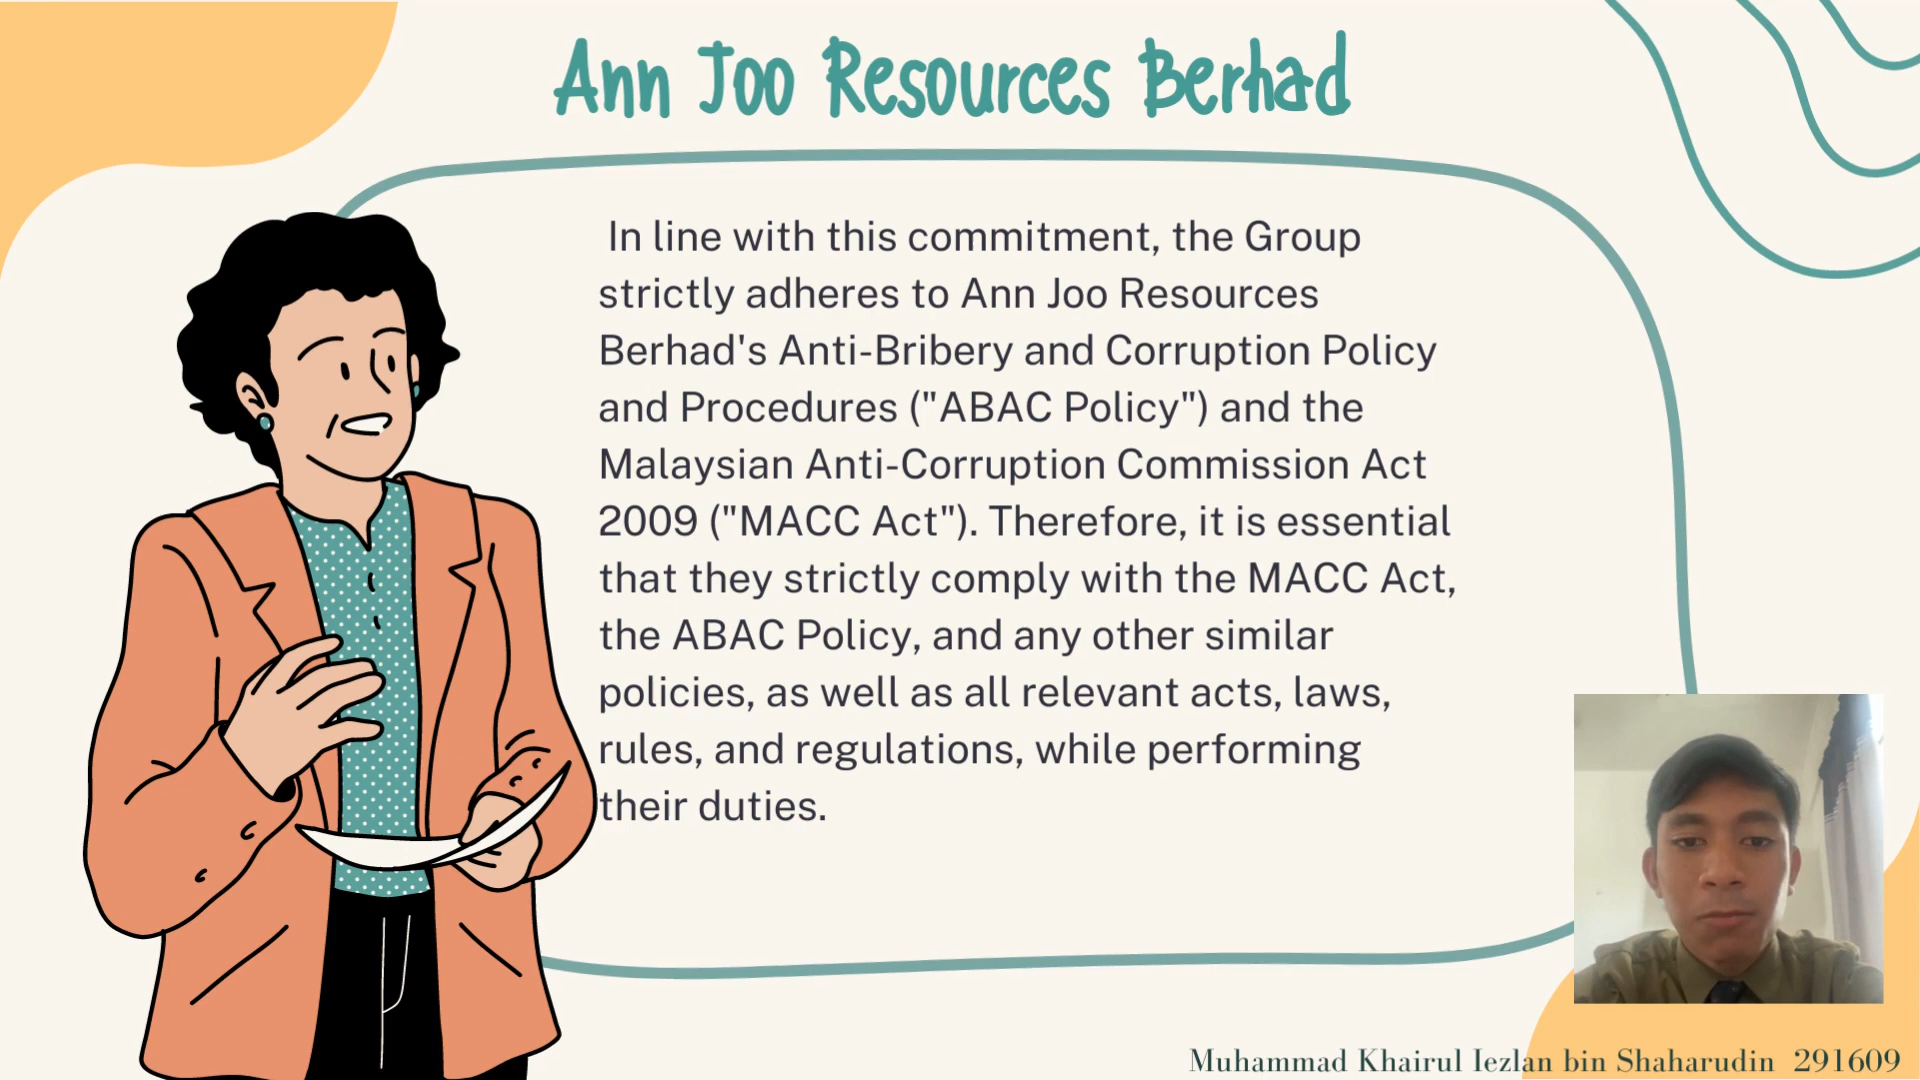 Ann Joo Resources Berhad
In line with this commitment, the Group
strictly adheres to Ann Joo Resources
Berhad's Anti-Bribery and Corruption Policy
and Procedures ("ABAC Policy") and the
Malaysian Anti-Corruption Commission Act
2009 ("MACC Act"). Therefore, it is essential
that they strictly comply with the MACC Act,
the ABAC Policy, and any other similar
policies, as well as all relevant acts, laws,
rules, and regulations, while performing
their duties.
Muhammad Khairul Iezlan bin Shaharudin 291609